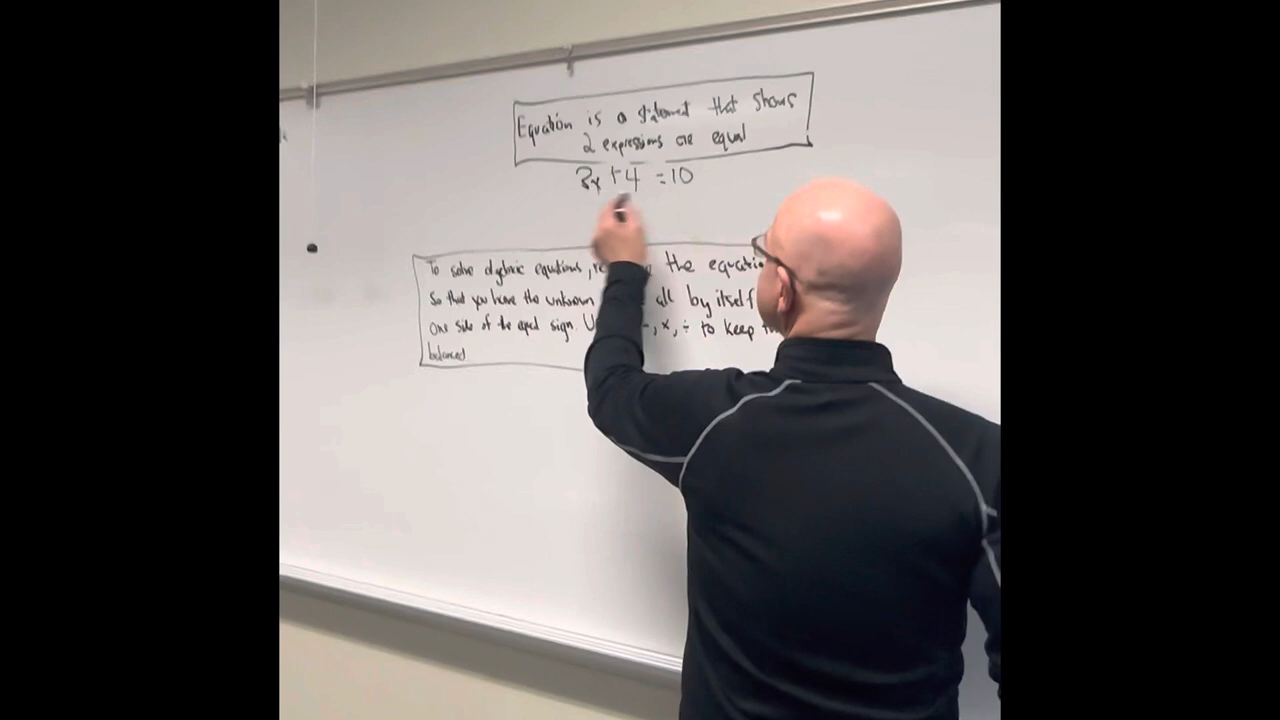 Equation is a statement that shows
2 expressions are equal
3x + 4 = 10
To solve algebraic equations, the
So that you have the unknown all by itself
One side of the equal sign. , x, ÷ to keep
balanced